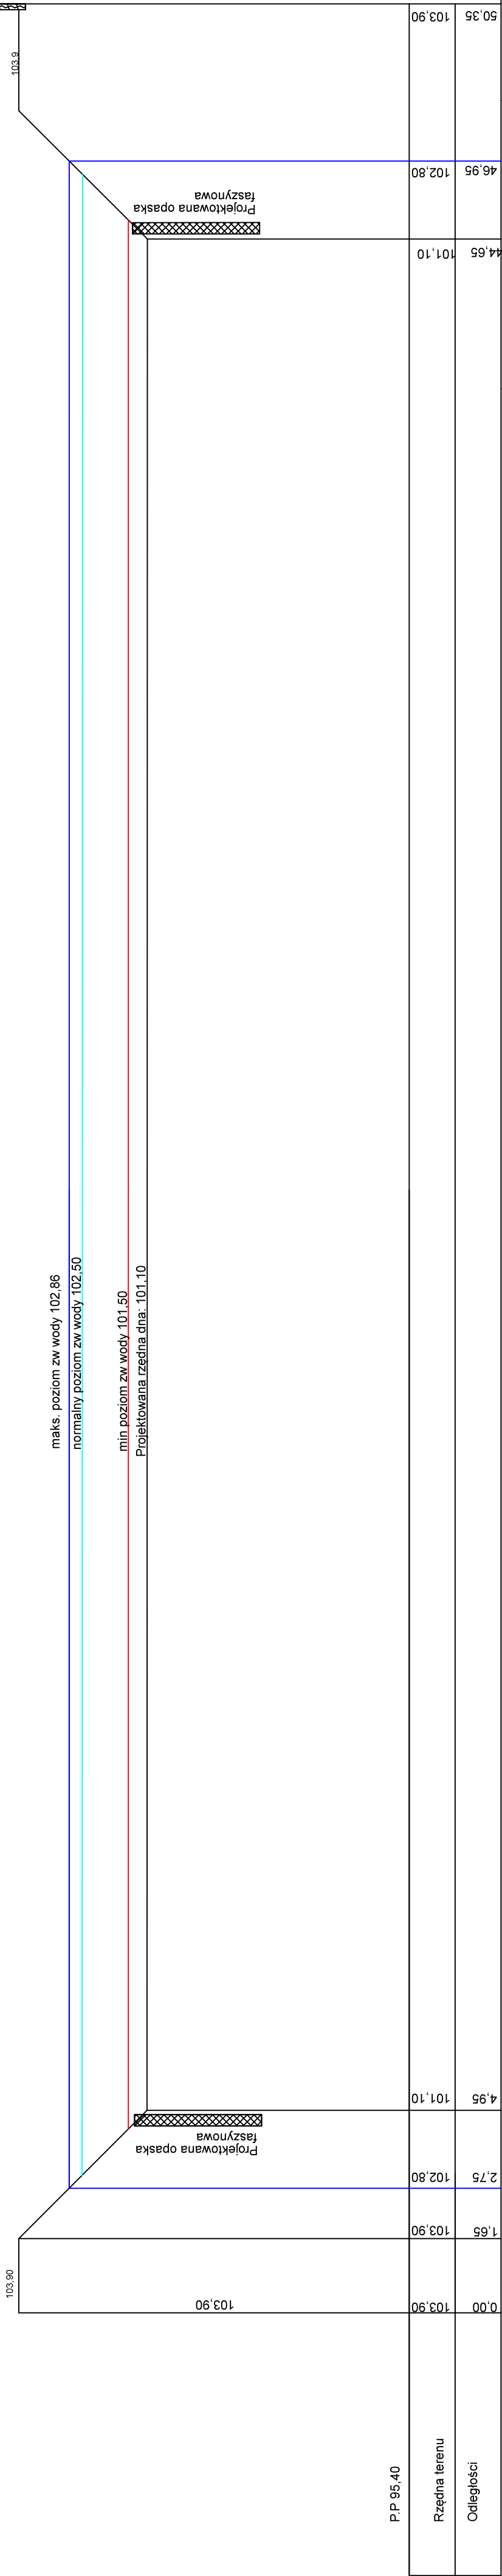 103,90
103,9
maks. poziom zw wody 102,86
normalny poziom zw wody 102,50
min poziom zw wody 101,50
Projektowana rzędna dna: 101,10
Projektowana opaska
faszynowa
Projektowana opaska
faszynowa
103,90
P.P 95,40
Rzędna terenu
103,90
103,90
102,80
101,10
101,10
102,80
103,90
Odległości
0,00
1,65
2,75
4,95
44,65
46,95
50,35